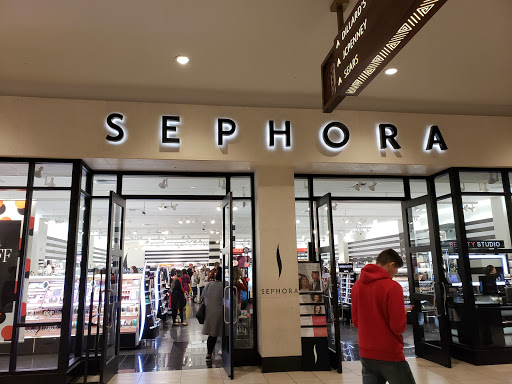 ▲ DILLARD'S
▲ JCPENNEY
▲ SEARS
SEPHORA
BEAUTY STUDIO
SEPHORA